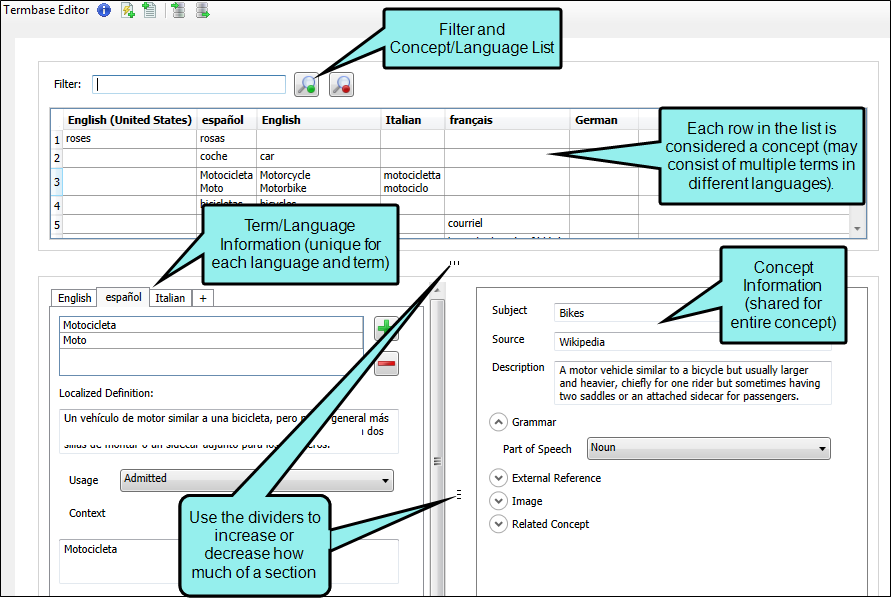 Termbase Editor
Filter and
Concept/Language List
Filter:
English (United States) español English Italian français German
1 roses rosas
2 coche car
3 Motocicleta Motorcycle motocicletta
Moto Motorbike motociclo
4 bicicletas bicycles
5 courriel
Each row in the list is
considered a concept (may
consist of multiple terms in
different languages).
Term/Language
Information (unique for
each language and term)
Concept
Information
(shared for
entire concept)
English español Italian +
Motocicleta
Moto
Localized Definition:
Un vehículo de motor similar a una bicicleta, pero general más
dos
sillas de montar o un sidecar adjunto para los
Usage Admitted
Context
Motocicleta
Use the dividers to
increase or
decrease how
much of a section
Subject Bikes
Source Wikipedia
Description A motor vehicle similar to a bicycle but usually larger
and heavier, chiefly for one rider but sometimes having
two saddles or an attached sidecar for passengers.
Grammar
Part of Speech Noun
External Reference
Image
Related Concept